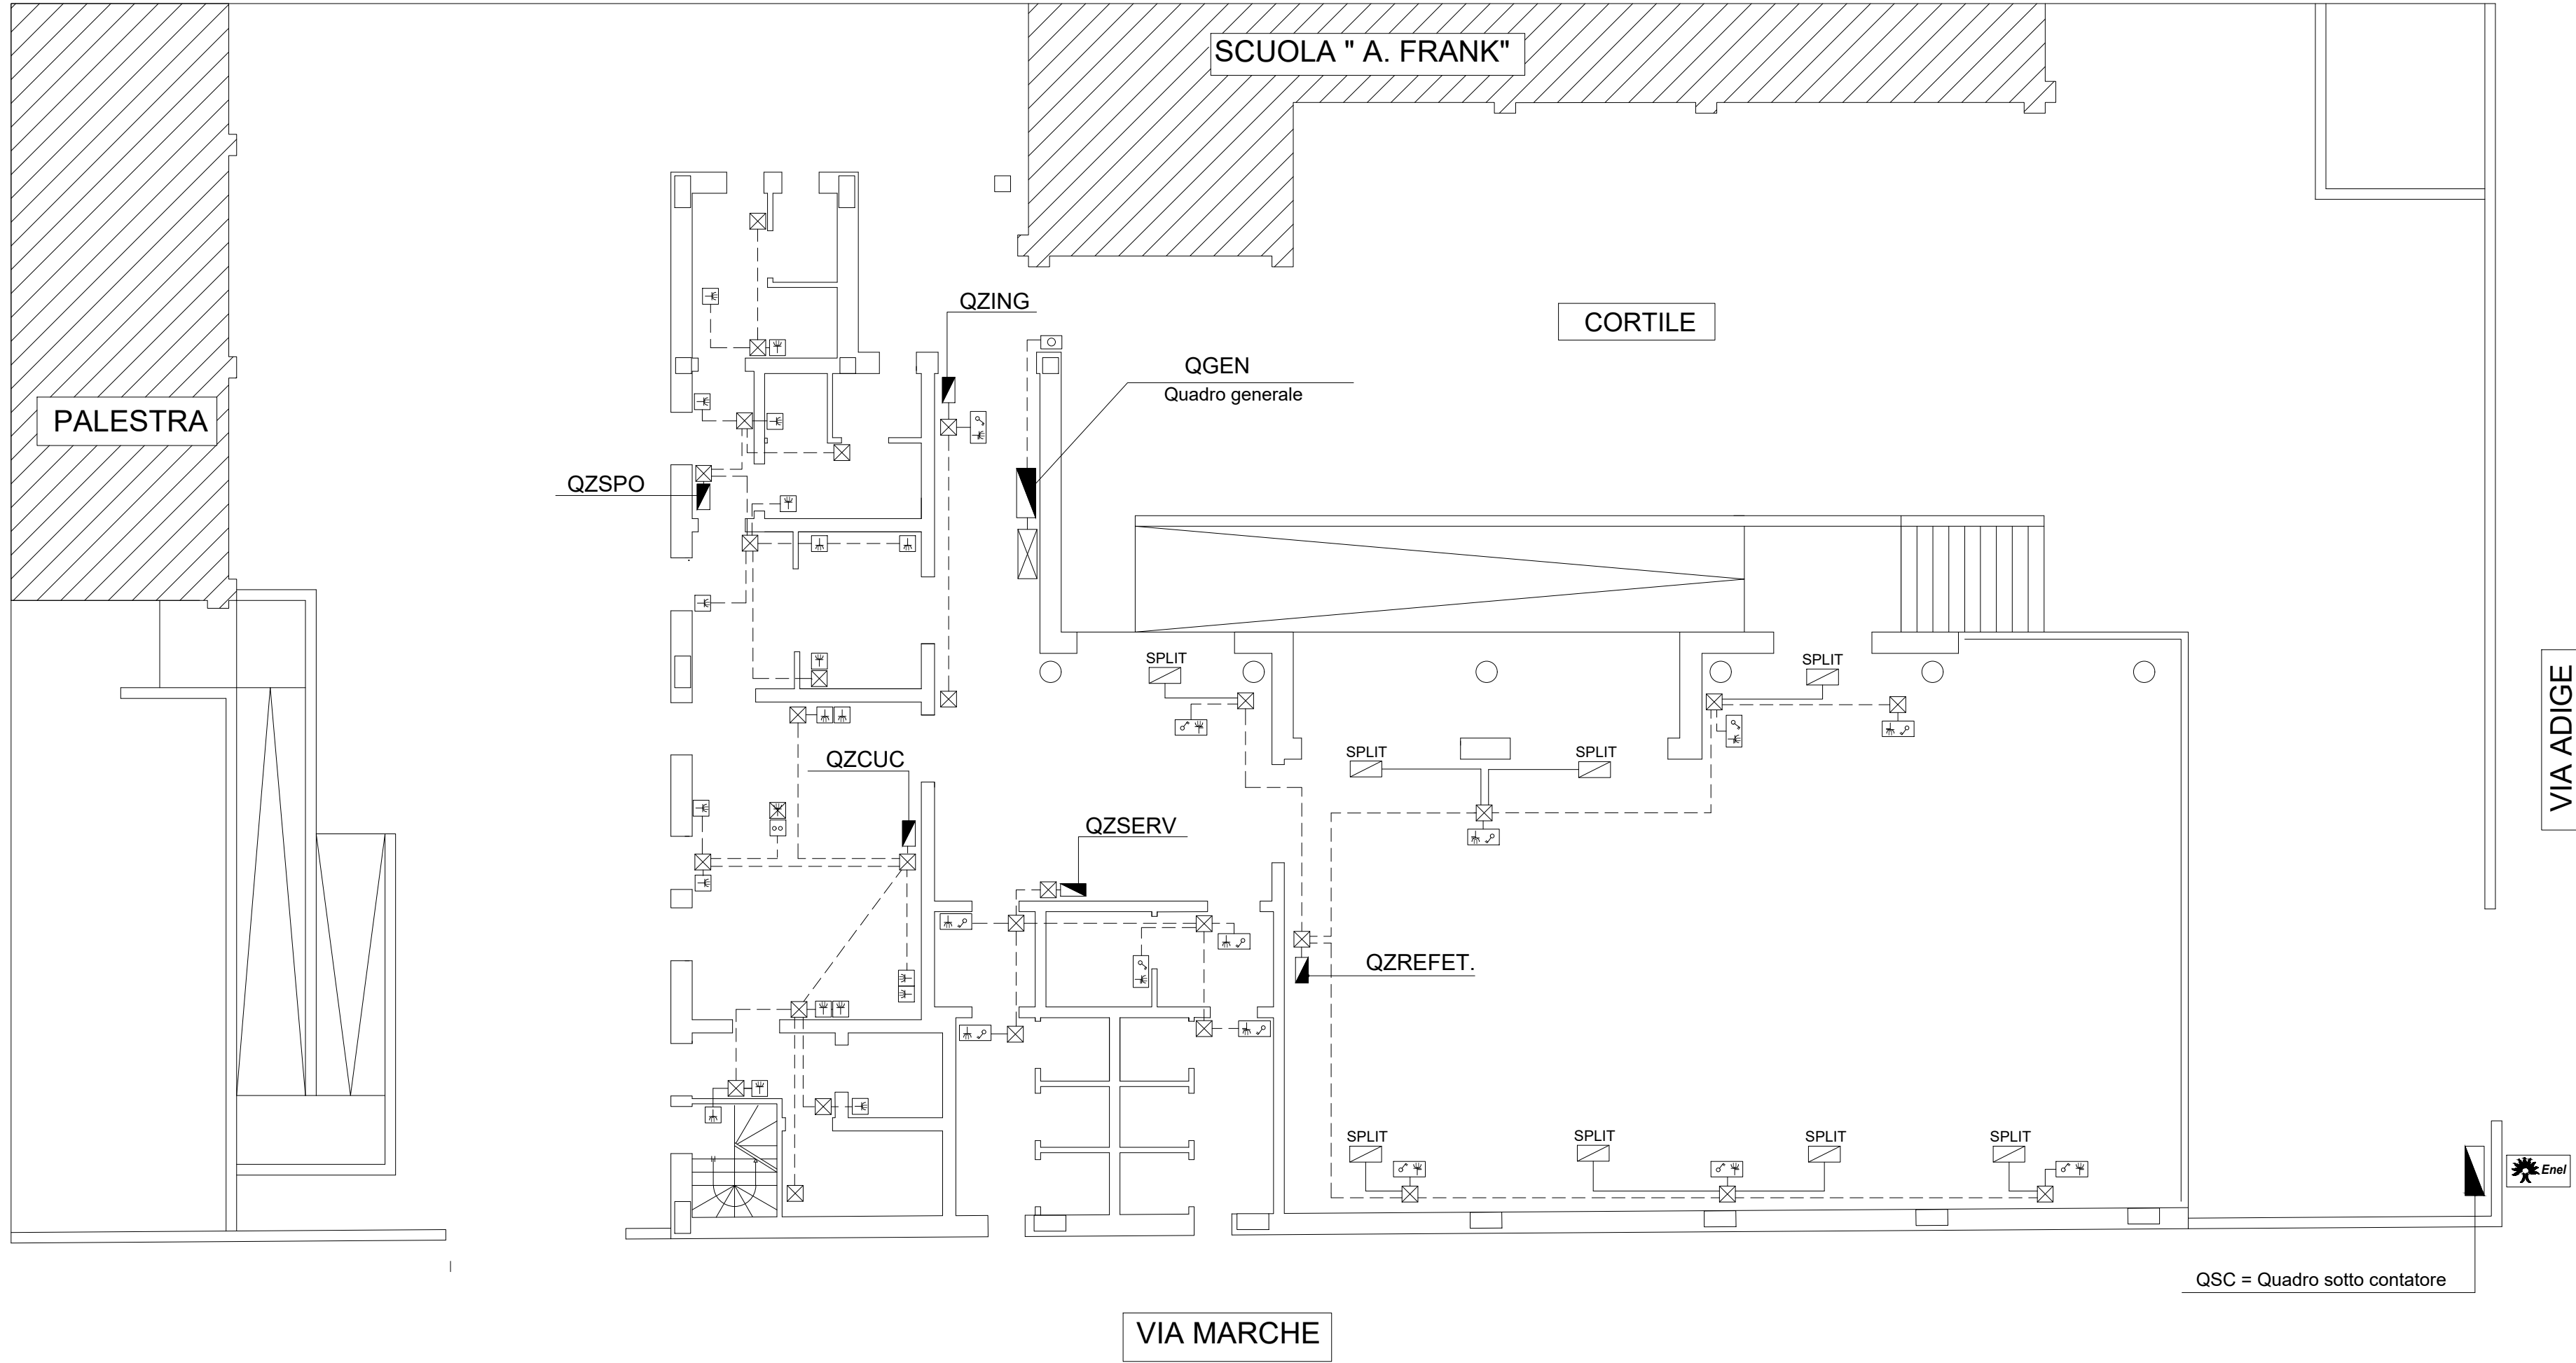 SCUOLA " A. FRANK"
QZING
CORTILE
QGEN
Quadro generale
PALESTRA
QZSPO
SPLIT
SPLIT
VIA ADIGE
SPLIT
SPLIT
QZCUC
QZSERV
QZREFET.
SPLIT
SPLIT
SPLIT
SPLIT
Enel
QSC = Quadro sotto contatore
VIA MARCHE